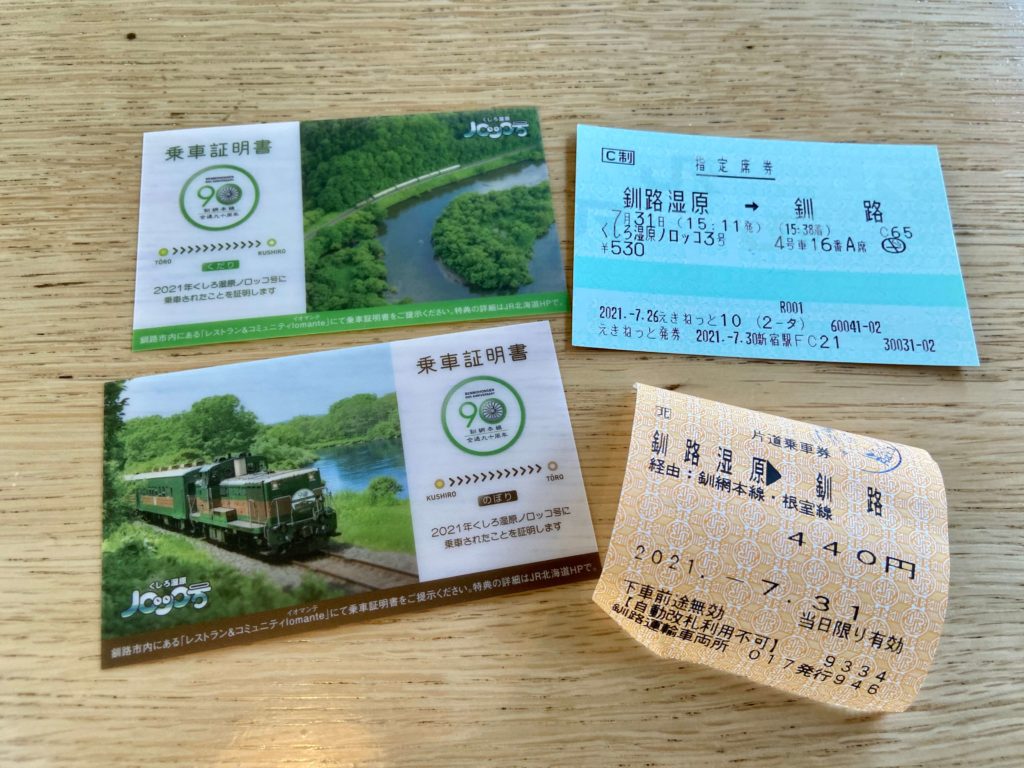 乗車証明書
90
釧網本線
全通九十周年
TŌRO
KUSHIRO
くだり
2021年くしろ湿原ノロッコ号に
乗車されたことを証明します
くしろ湿原
ノロッコ号
イオマンテ
釧路市内にある「レストラン&コミュニティIomante」にて乗車証明書をご提示ください。特典の詳細はJR北海道HPで。
C制
指定席券
釧路湿原 → 釧路
7月31日 (15:11発) (15:38着) C65
くしろ湿原ノロッコ3号 4号車16番A席
¥530
R001
2021.-7.26えきねっと10 (2-タ) 60041-02
えきねっと発券 2021.-7.30新宿駅FC21 30031-02
乗車証明書
90
釧網本線
全通九十周年
KUSHIRO
TŌRO
のぼり
2021年くしろ湿原ノロッコ号に
乗車されたことを証明します
くしろ湿原
ノロッコ号
イオマンテ
釧路市内にある「レストラン&コミュニティIomante」にて乗車証明書をご提示ください。特典の詳細はJR北海道HPで。
片道乗車券
釧路湿原▶釧路
経由:釧網本線・根室線
440円
2021.-7.31
下車前途無効 当日限り有効
【自動改札利用不可】 9334
釧路運輸車両所 017発行946